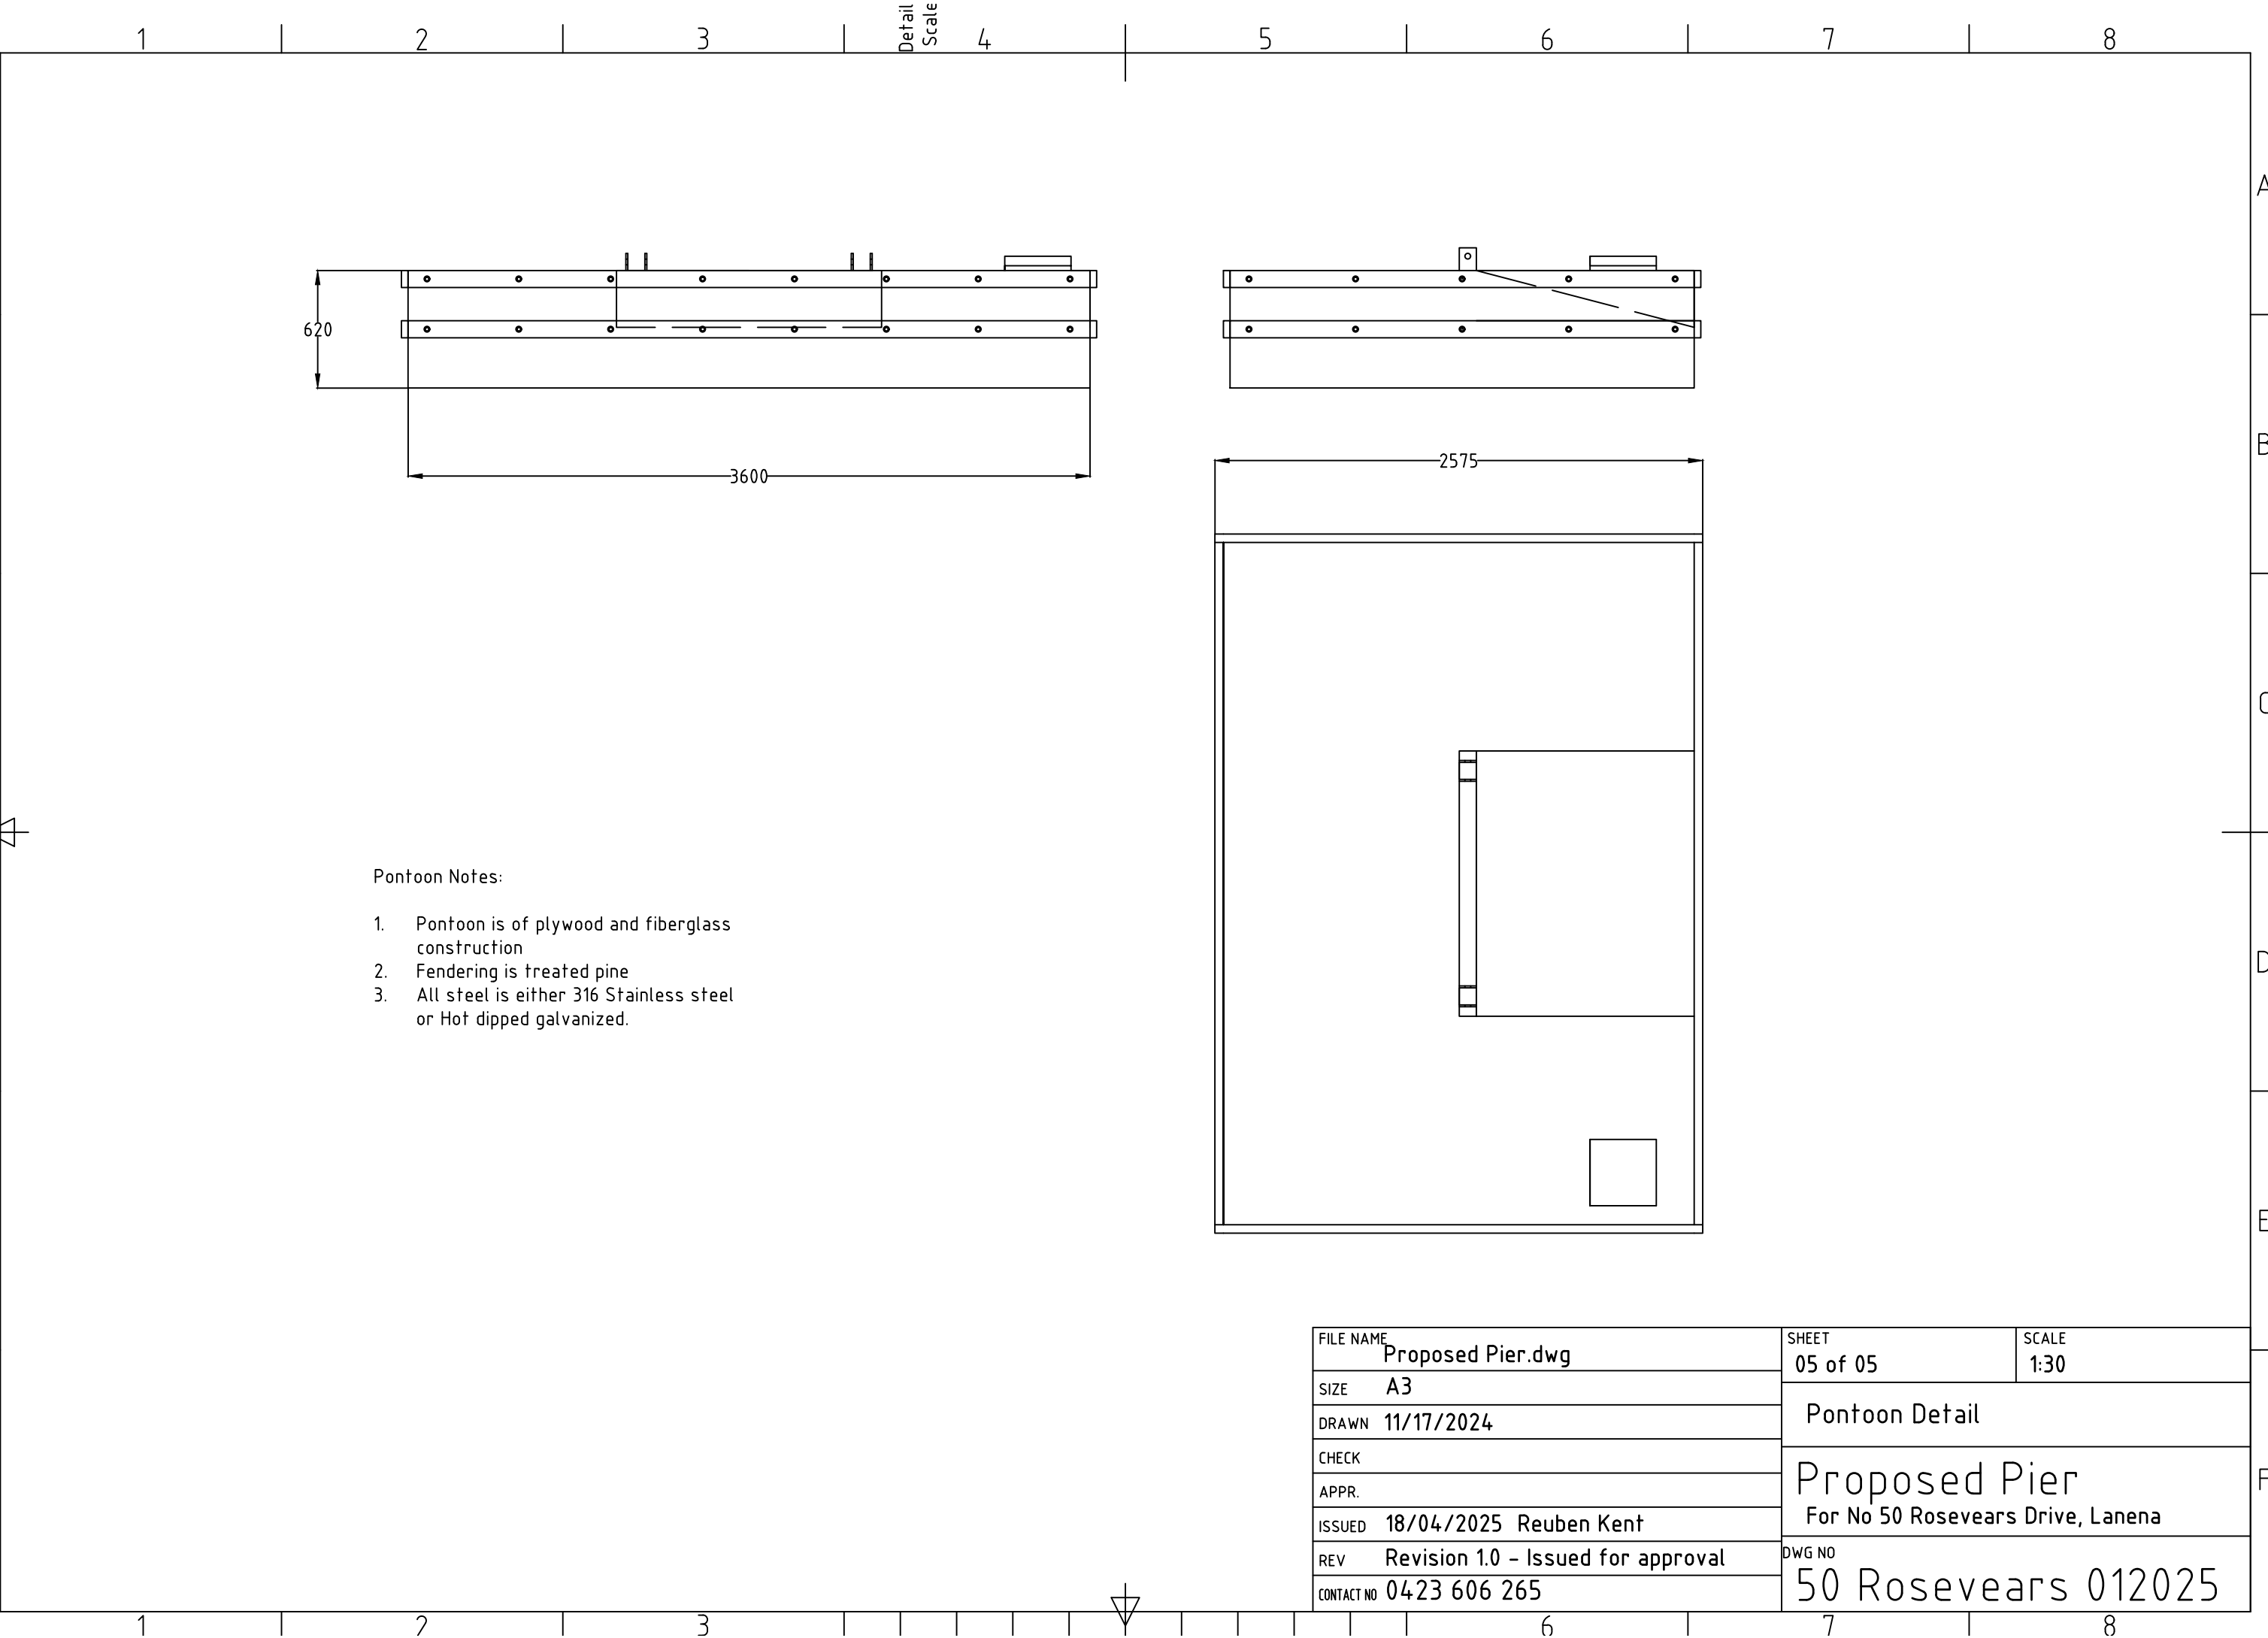 1 2 3 4 5 6 7 8
Detail
Scale
A
B
C
D
E
F
620
3600
2575
Pontoon Notes:
1. Pontoon is of plywood and fiberglass
construction
2. Fendering is treated pine
3. All steel is either 316 Stainless steel
or Hot dipped galvanized.
FILE NAME Proposed Pier.dwg
SIZE A3
DRAWN 11/17/2024
CHECK
APPR.
ISSUED 18/04/2025 Reuben Kent
REV Revision 1.0 - Issued for approval
CONTACT NO 0423 606 265
SHEET
05 of 05
SCALE
1:30
Pontoon Detail
Proposed Pier
For No 50 Rosevears Drive, Lanena
DWG NO
50 Rosevears 012025
1 2 3 6 7 8